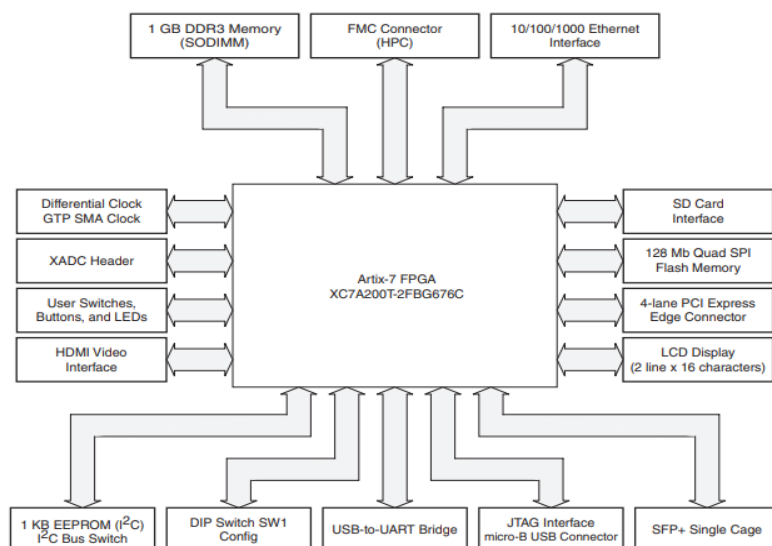 1 GB DDR3 Memory
(SODIMM)
FMC Connector
(HPC)
10/100/1000 Ethernet
Interface
Differential Clock
GTP SMA Clock
XADC Header
User Switches,
Buttons, and LEDs
HDMI Video
Interface
Artix-7 FPGA
XC7A200T-2FBG676C
SD Card
Interface
128 Mb Quad SPI
Flash Memory
4-lane PCI Express
Edge Connector
LCD Display
(2 line x 16 characters)
1 KB EEPROM (I²C)
I²C Bus Switch
DIP Switch SW1
Config
USB-to-UART Bridge
JTAG Interface
micro-B USB Connector
SFP+ Single Cage